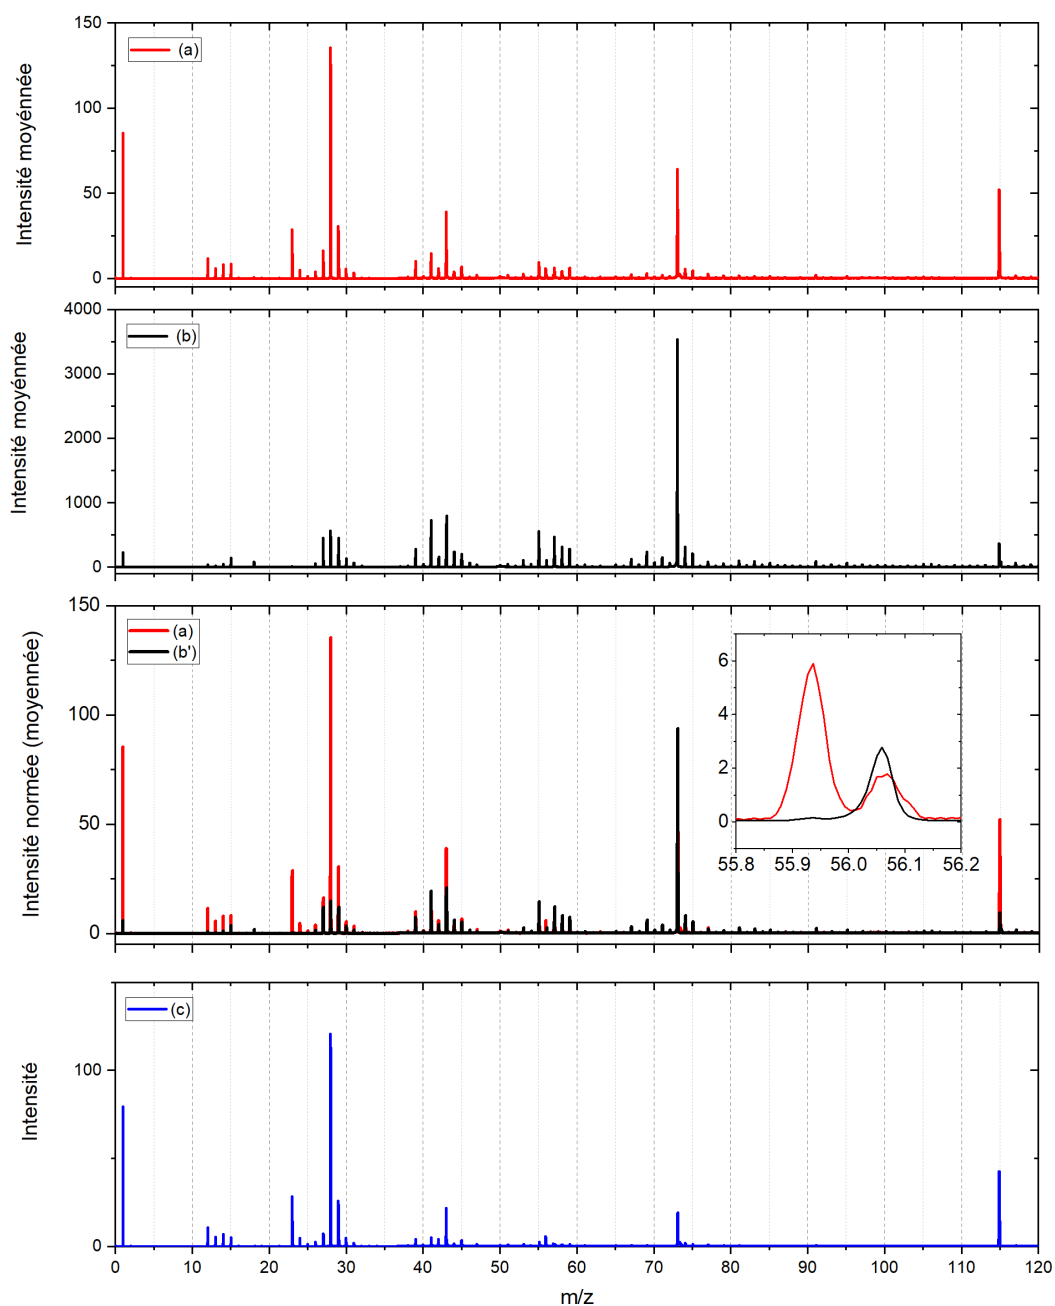 150
100
50
0
Intensité moyénnée
(a)
4000
3000
2000
1000
0
Intensité moyénnée
(b)
150
100
50
0
Intensité normée (moyennée)
(a)
(b')
6
4
2
0
55.8 55.9 56.0 56.1 56.2
100
0
Intensité
(c)
0 10 20 30 40 50 60 70 80 90 100 110 120
m/z